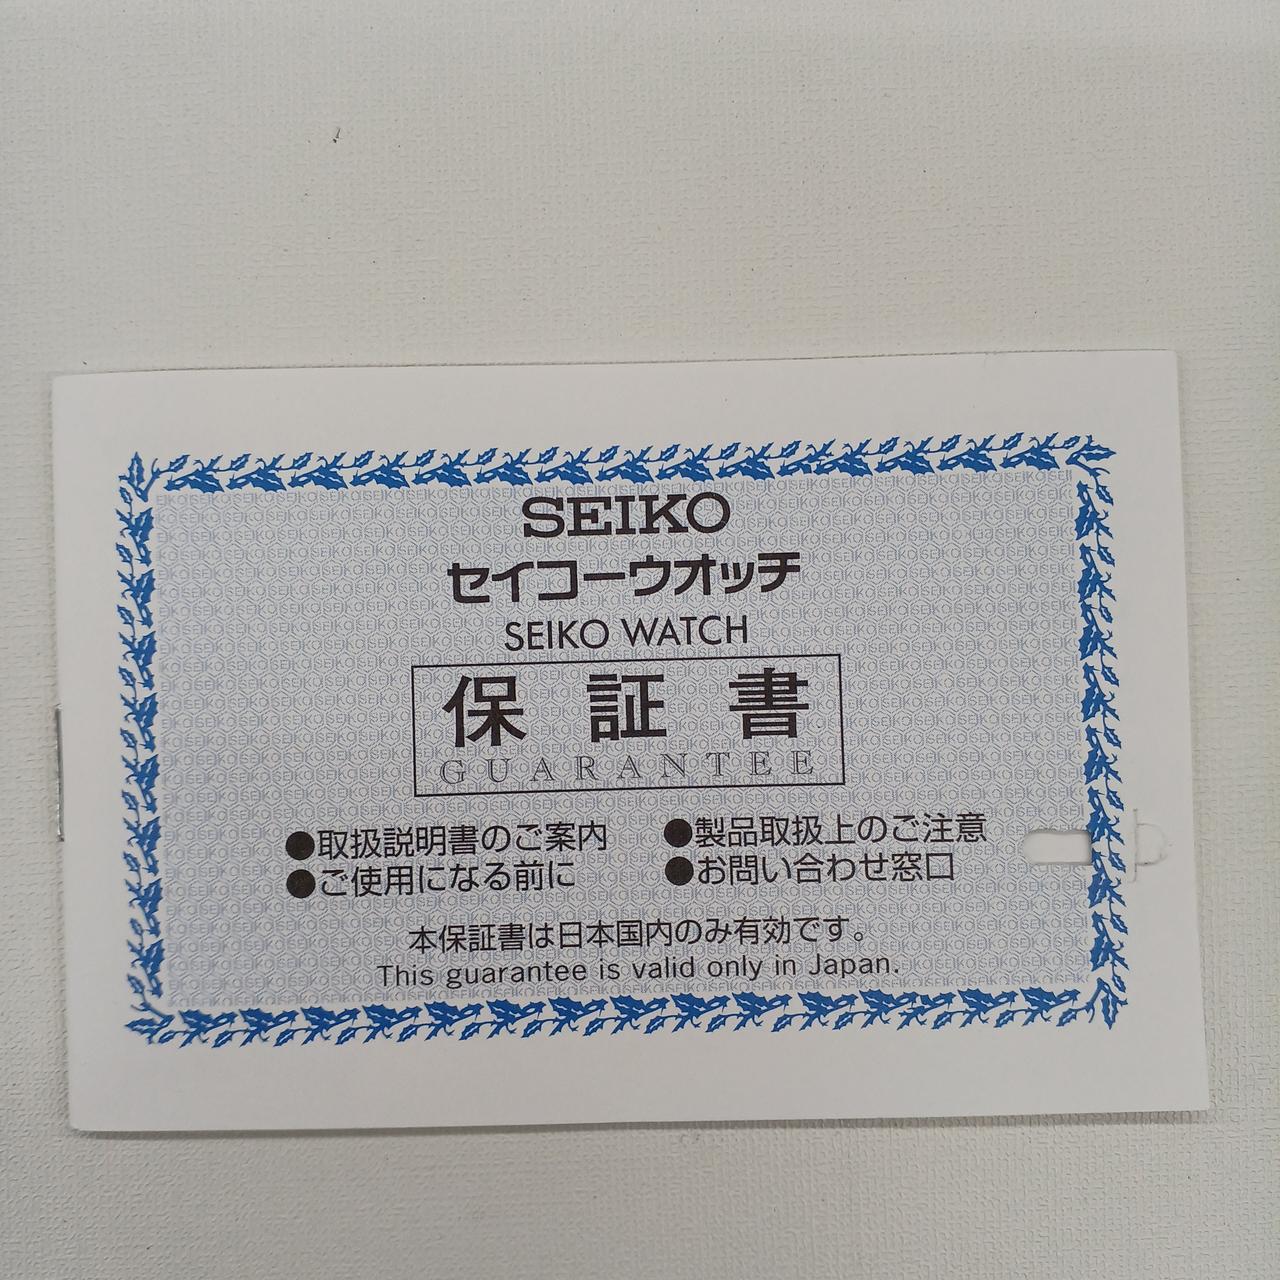 SEIKO
セイコーウオッチ
SEIKO WATCH
保証書
GUARANTEE
●取扱説明書のご案内 ●製品取扱上のご注意
●ご使用になる前に ●お問い合わせ窓口
本保証書は日本国内のみ有効です。
This guarantee is valid only in Japan.